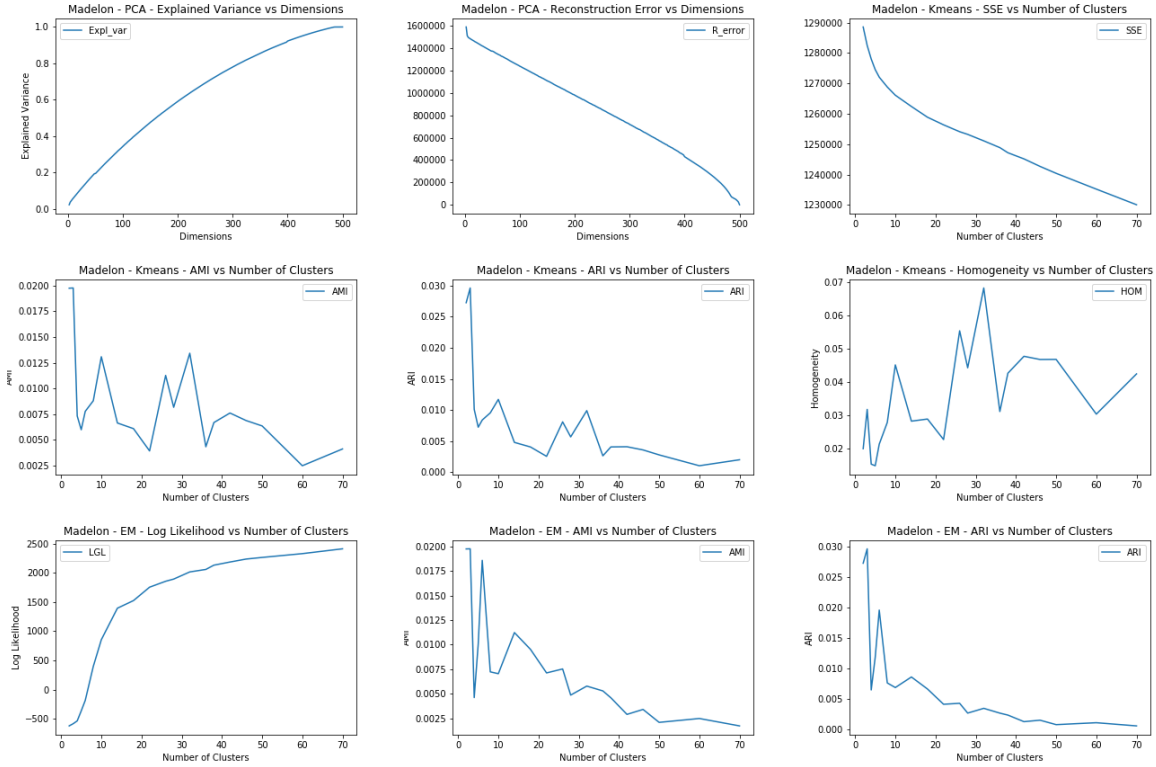 Madelon - PCA - Explained Variance vs Dimensions
Expl_var
1.0
0.8
0.6
0.4
0.2
0.0
Explained Variance
0 100 200 300 400 500
Dimensions
Madelon - PCA - Reconstruction Error vs Dimensions
R_error
1600000
1400000
1200000
1000000
800000
600000
400000
200000
0
0 100 200 300 400 500
Dimensions
Madelon - Kmeans - SSE vs Number of Clusters
SSE
1290000
1280000
1270000
1260000
1250000
1240000
1230000
0 10 20 30 40 50 60 70
Number of Clusters
Madelon - Kmeans - AMI vs Number of Clusters
AMI
0.0200
0.0175
0.0150
0.0125
0.0100
0.0075
0.0050
0.0025
AMI
0 10 20 30 40 50 60 70
Number of Clusters
Madelon - Kmeans - ARI vs Number of Clusters
ARI
0.030
0.025
0.020
0.015
0.010
0.005
0.000
ARI
0 10 20 30 40 50 60 70
Number of Clusters
Madelon - Kmeans - Homogeneity vs Number of Clusters
HOM
0.07
0.06
0.05
0.04
0.03
0.02
Homogeneity
0 10 20 30 40 50 60 70
Number of Clusters
Madelon - EM - Log Likelihood vs Number of Clusters
LGL
2500
2000
1500
1000
500
0
−500
Log Likelihood
0 10 20 30 40 50 60 70
Number of Clusters
Madelon - EM - AMI vs Number of Clusters
AMI
0.0200
0.0175
0.0150
0.0125
0.0100
0.0075
0.0050
0.0025
AMI
0 10 20 30 40 50 60 70
Number of Clusters
Madelon - EM - ARI vs Number of Clusters
ARI
0.030
0.025
0.020
0.015
0.010
0.005
0.000
ARI
0 10 20 30 40 50 60 70
Number of Clusters